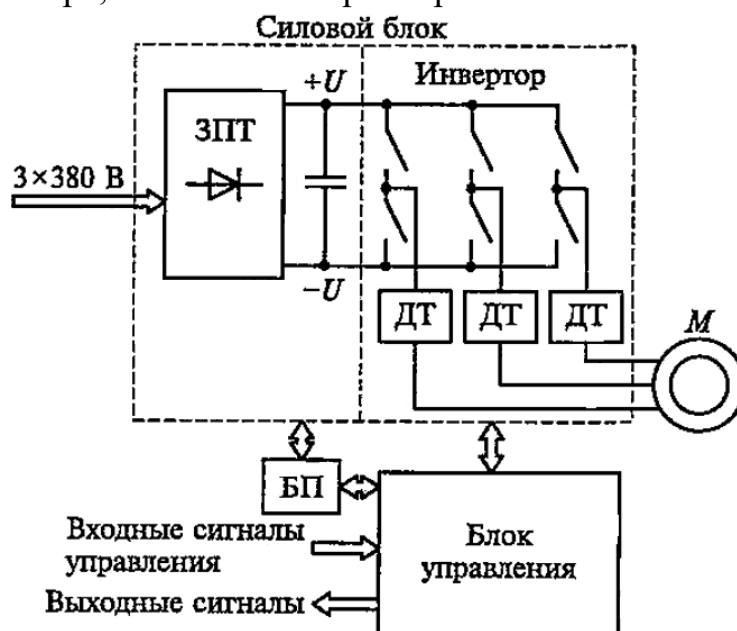 Силовой блок
+U
Инвертор
ЗПТ
3×380 В
−U
ДТ ДТ ДТ
M
БП
Входные сигналы
управления
Блок
управления
Выходные сигналы